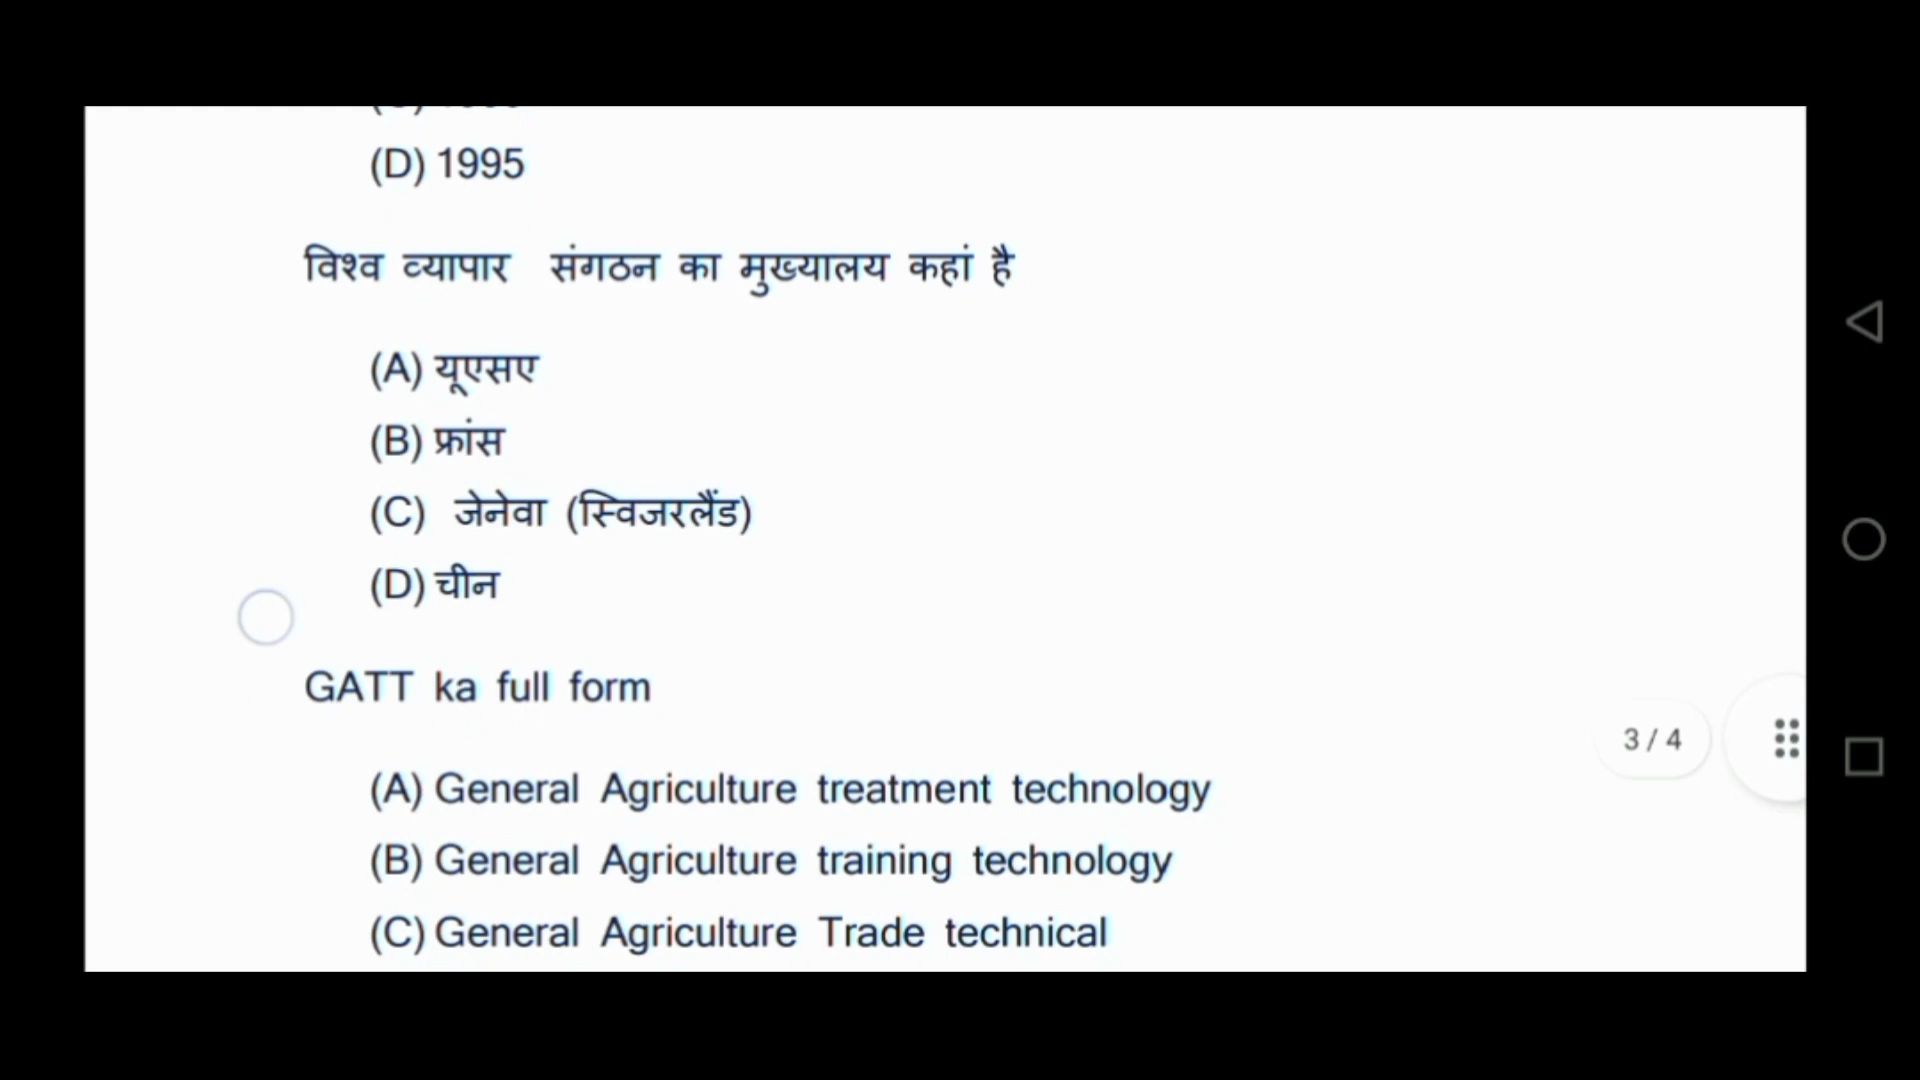 (D) 1995
विश्व व्यापार संगठन का मुख्यालय कहां है
(A) यूएसए
(B) फ्रांस
(C) जेनेवा (स्विजरलैंड)
(D) चीन
GATT ka full form
(A) General Agriculture treatment technology
(B) General Agriculture training technology
(C) General Agriculture Trade technical
3 / 4